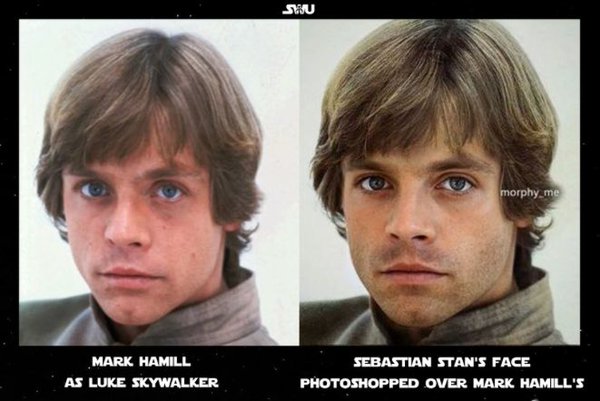 SWU
morphy_me
MARK HAMILL
AS LUKE SKYWALKER
SEBASTIAN STAN'S FACE
PHOTOSHOPPED OVER MARK HAMILL'S